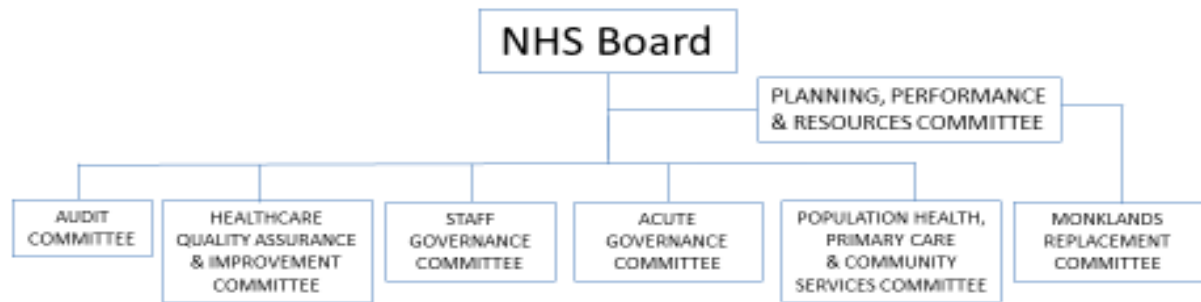 NHS Board
PLANNING, PERFORMANCE
& RESOURCES COMMITTEE
AUDIT
COMMITTEE
HEALTHCARE
QUALITY ASSURANCE
& IMPROVEMENT
COMMITTEE
STAFF
GOVERNANCE
COMMITTEE
ACUTE
GOVERNANCE
COMMITTEE
POPULATION HEALTH,
PRIMARY CARE
& COMMUNITY
SERVICES COMMITTEE
MONKLANDS
REPLACEMENT
COMMITTEE